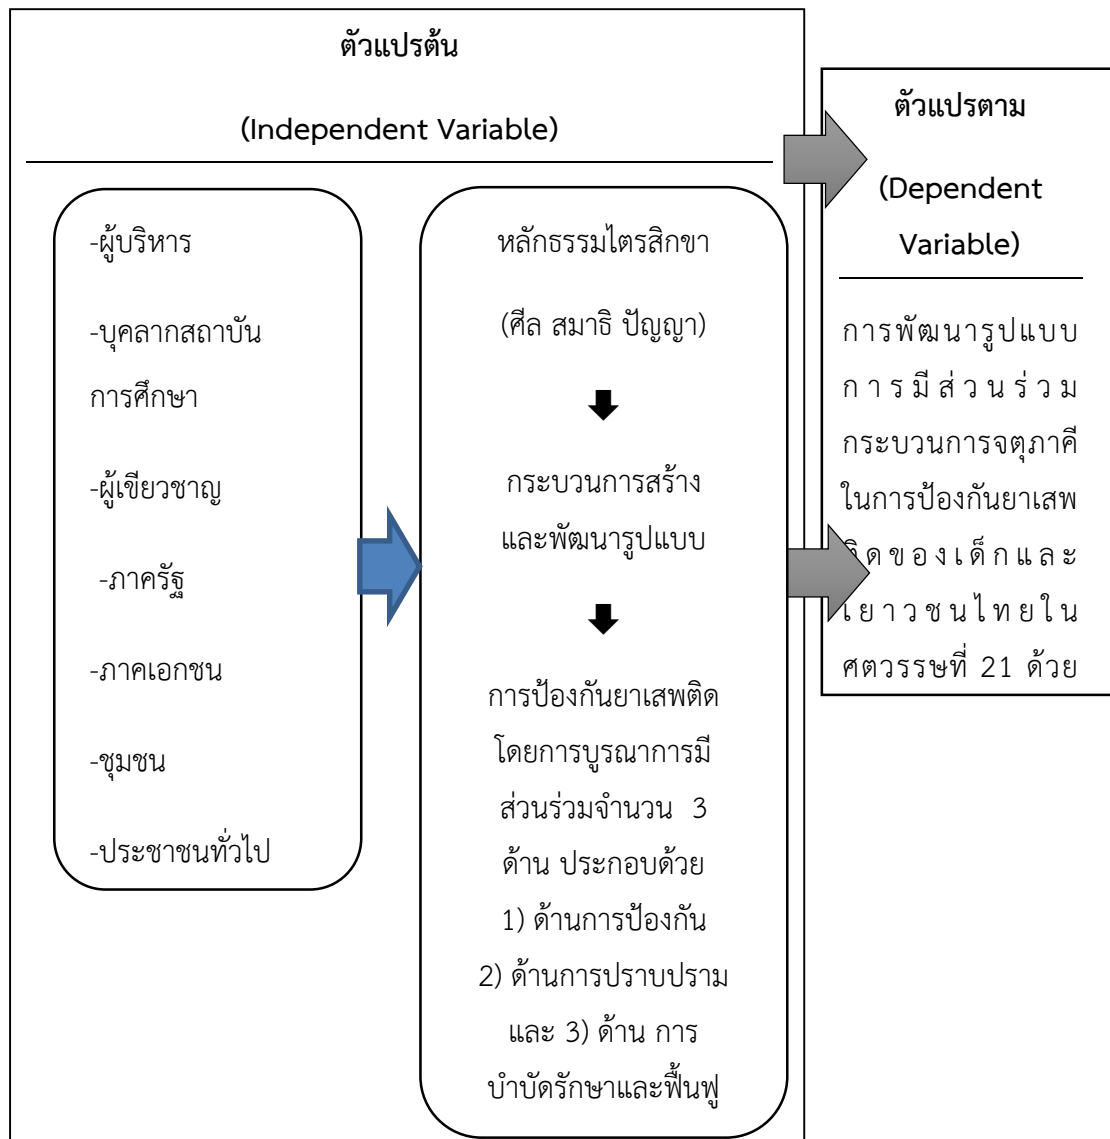 ตัวแปรต้น
(Independent Variable)
-ผู้บริหาร
-บุคลากสถาบัน
การศึกษา
-ผู้เขียวชาญ
-ภาครัฐ
-ภาคเอกชน
-ชุมชน
-ประชาชนทั่วไป
หลักธรรมไตรสิกขา
(ศีล สมาธิ ปัญญา)
กระบวนการสร้าง
และพัฒนารูปแบบ
การป้องกันยาเสพติด
โดยการบูรณาการมี
ส่วนร่วมจำนวน 3
ด้าน ประกอบด้วย
1) ด้านการป้องกัน
2) ด้านการปราบปราม
และ 3) ด้าน การ
บำบัดรักษาและฟื้นฟู
ตัวแปรตาม
(Dependent
Variable)
การพัฒนารูปแบบ
การมีส่วนร่วม
กระบวนการจตุภาคี
ในการป้องกันยาเสพ
ติดของเด็กและ
เยาวชนไทยใน
ศตวรรษที่ 21 ด้วย